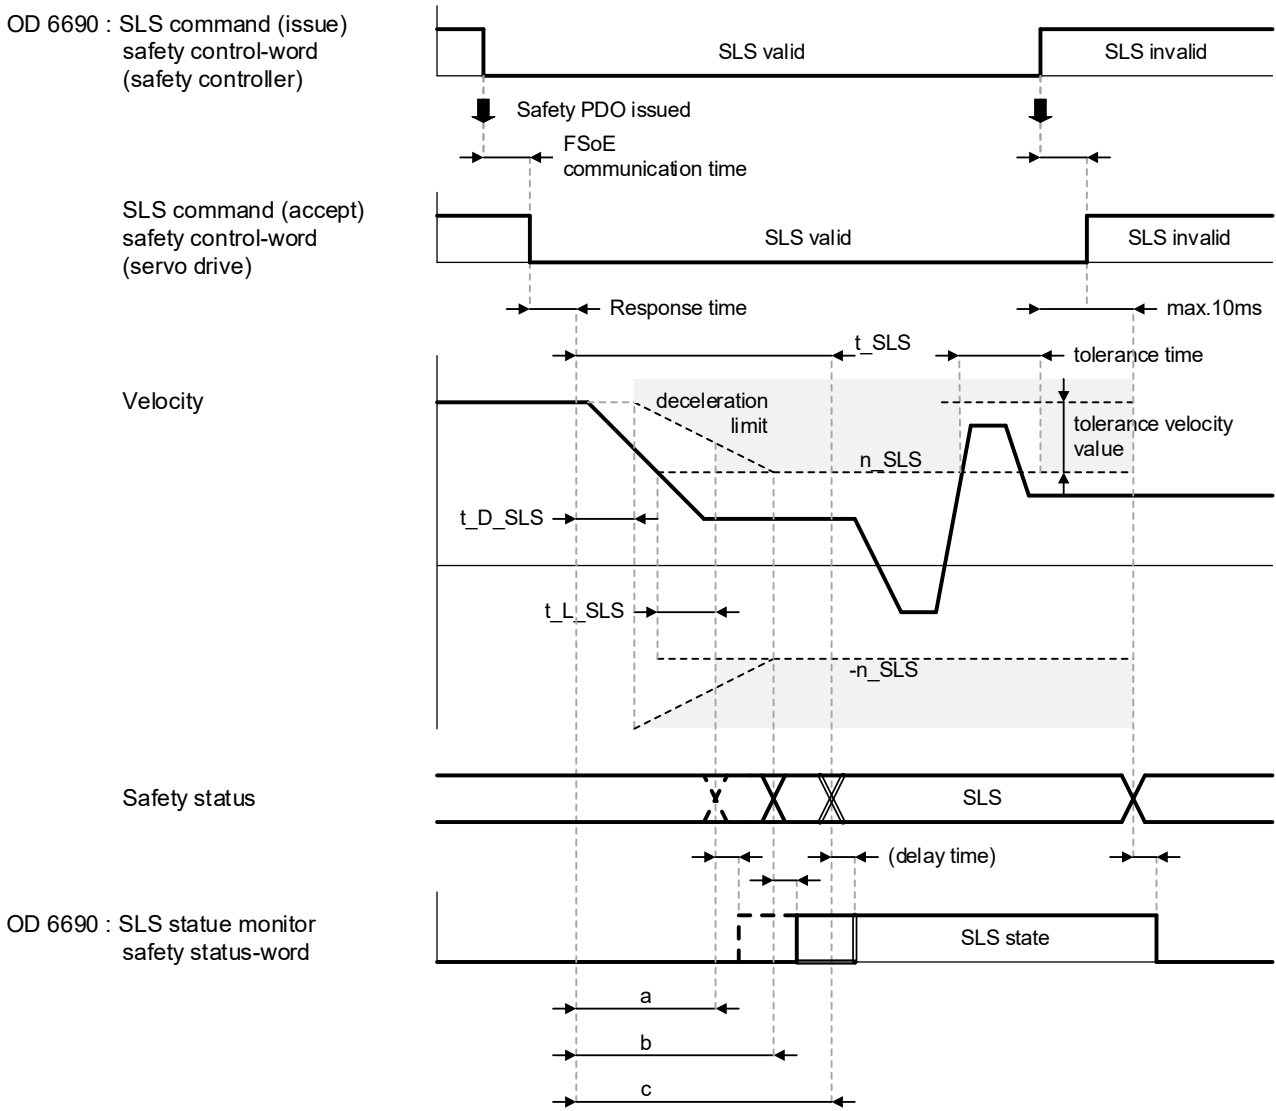 OD 6690 : SLS command (issue)
safety control-word
(safety controller)
SLS valid
SLS invalid
Safety PDO issued
FSoE
communication time
SLS command (accept)
safety control-word
(servo drive)
SLS valid
SLS invalid
Response time
max.10ms
t_SLS
tolerance time
Velocity
deceleration
limit
tolerance velocity
value
n_SLS
t_D_SLS
t_L_SLS
-n_SLS
Safety status
SLS
(delay time)
OD 6690 : SLS statue monitor
safety status-word
SLS state
a
b
c